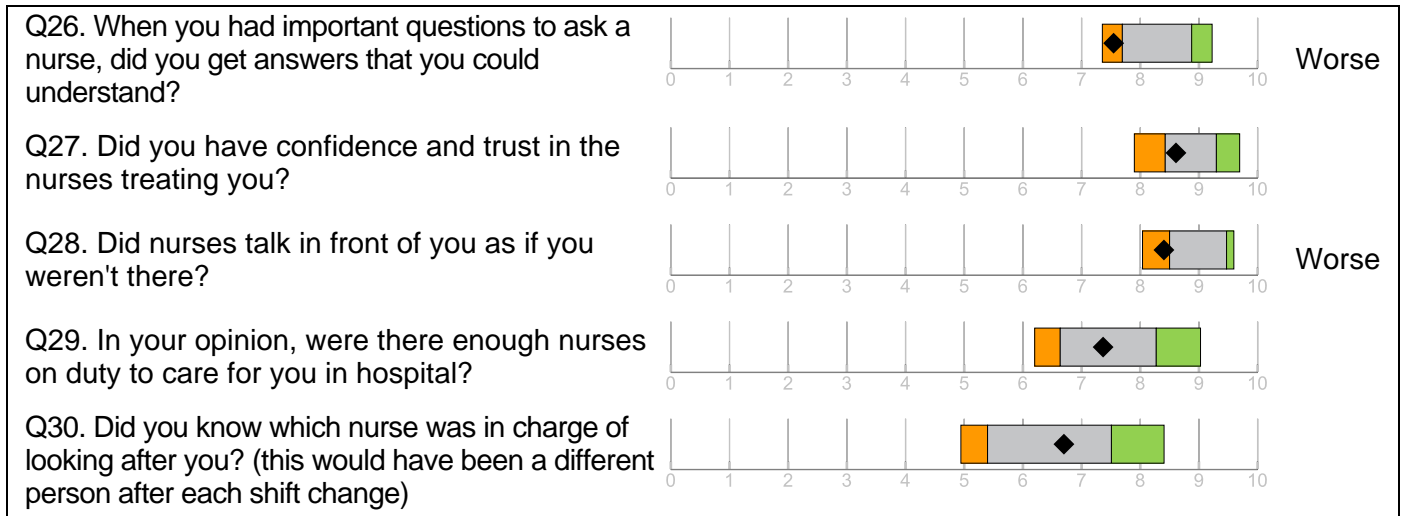 Q26. When you had important questions to ask a
nurse, did you get answers that you could
understand?
0 1 2 3 4 5 6 7 8 9 10
Worse
Q27. Did you have confidence and trust in the
nurses treating you?
0 1 2 3 4 5 6 7 8 9 10
Q28. Did nurses talk in front of you as if you
weren't there?
0 1 2 3 4 5 6 7 8 9 10
Worse
Q29. In your opinion, were there enough nurses
on duty to care for you in hospital?
0 1 2 3 4 5 6 7 8 9 10
Q30. Did you know which nurse was in charge of
looking after you? (this would have been a different
person after each shift change)
0 1 2 3 4 5 6 7 8 9 10